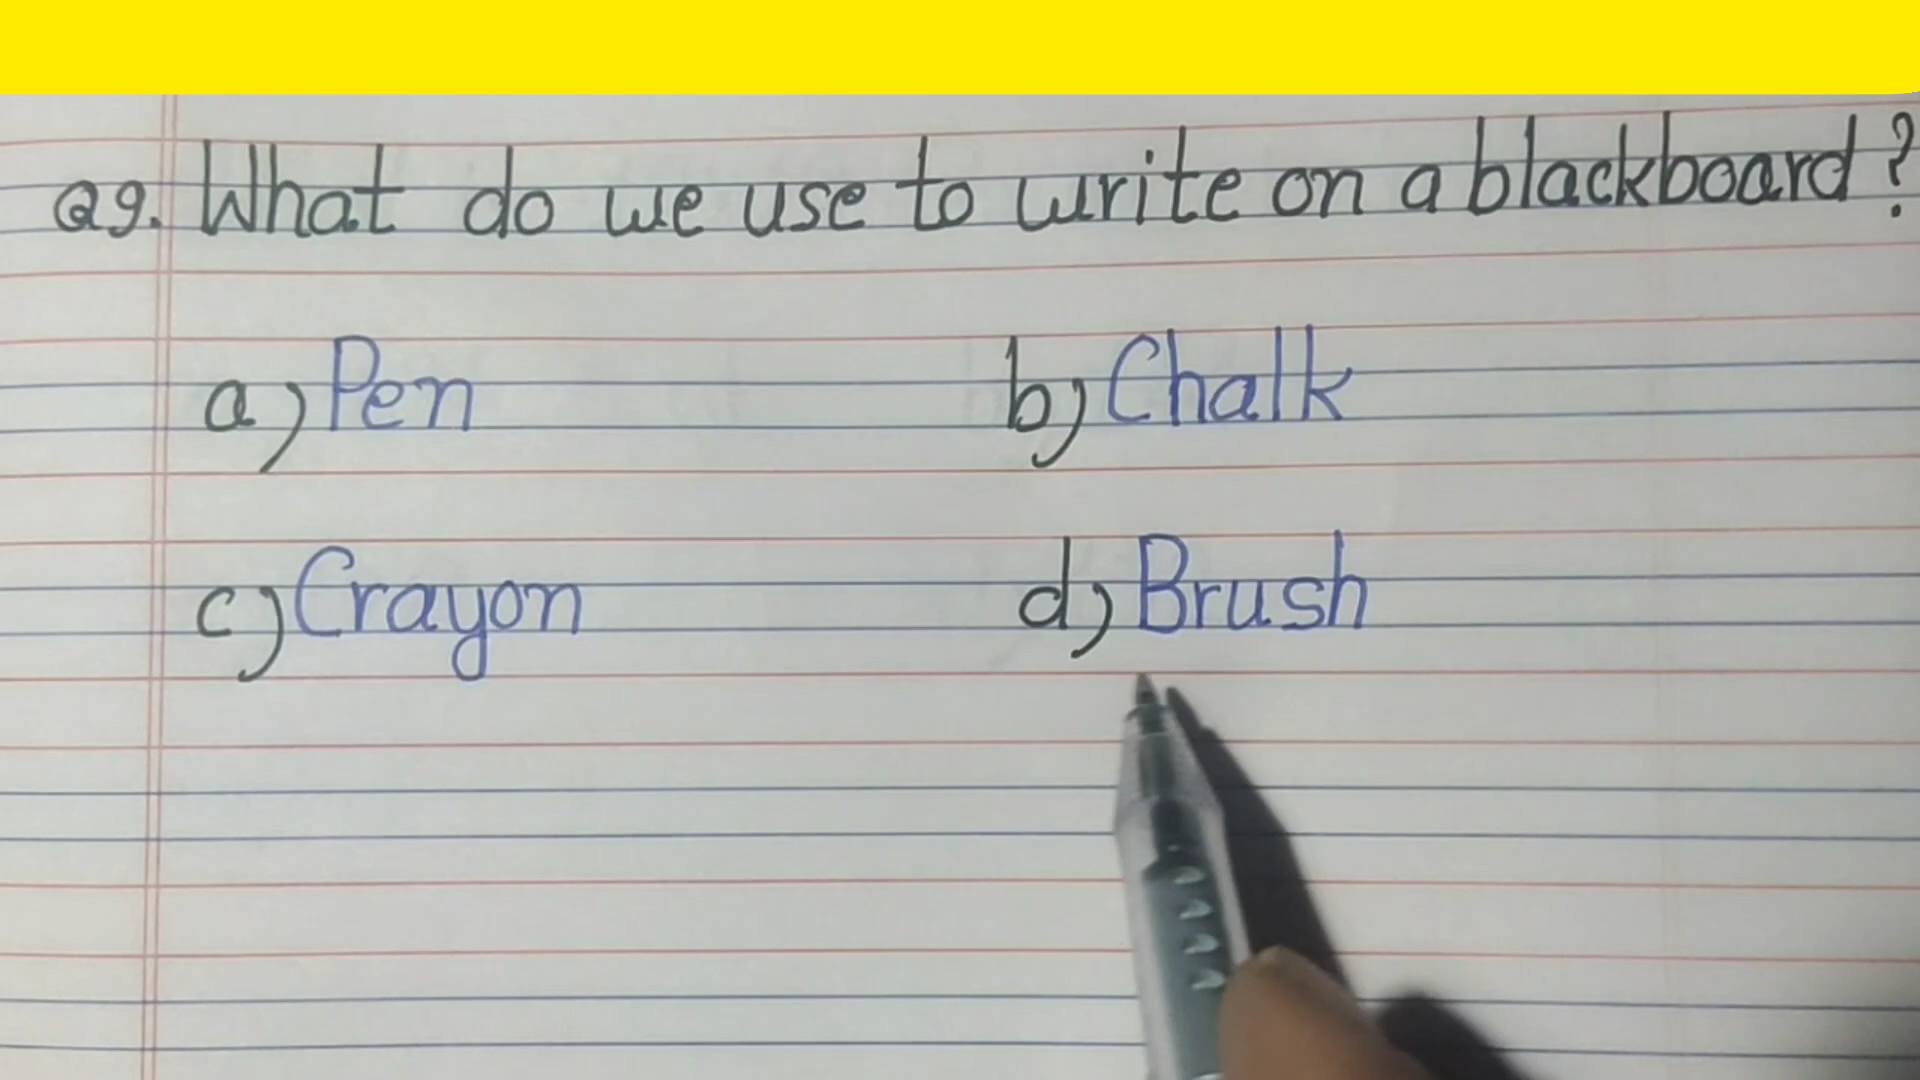 Q9. What do we use to write on a blackboard?
a) Pen b) Chalk
c) Crayon d) Brush